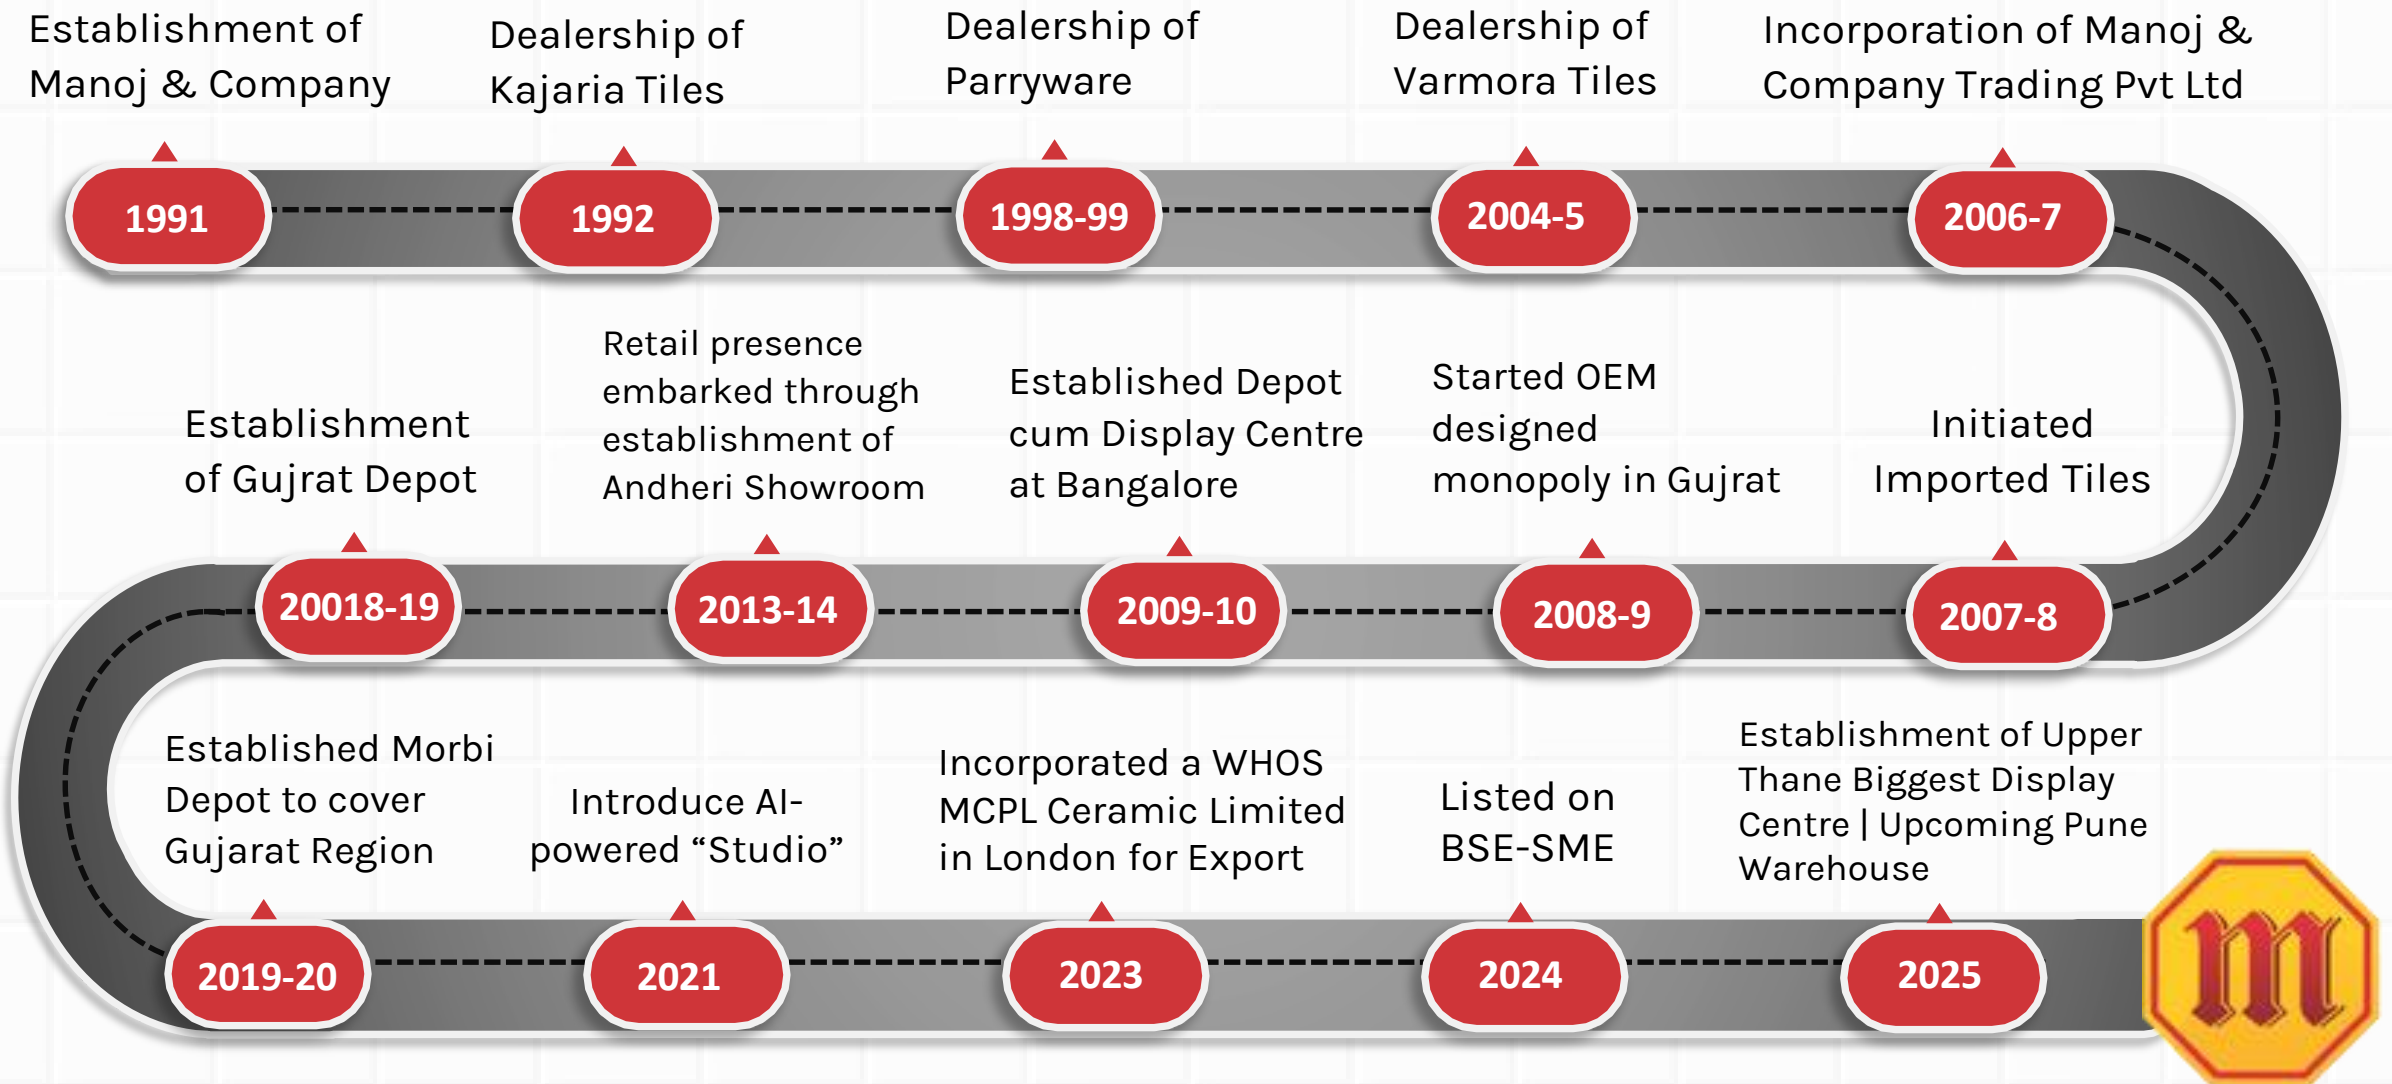 Establishment of
Manoj & Company
1991
Dealership of
Kajaria Tiles
1992
Dealership of
Parryware
1998-99
Dealership of
Varmora Tiles
2004-5
Incorporation of Manoj &
Company Trading Pvt Ltd
2006-7
Initiated
Imported Tiles
2007-8
Started OEM
designed
monopoly in Gujrat
2008-9
Established Depot
cum Display Centre
at Bangalore
2009-10
Retail presence
embarked through
establishment of
Andheri Showroom
2013-14
Establishment
of Gujrat Depot
20018-19
Established Morbi
Depot to cover
Gujarat Region
2019-20
Introduce AI-
powered “Studio”
2021
Incorporated a WHOS
MCPL Ceramic Limited
in London for Export
2023
Listed on
BSE-SME
2024
Establishment of Upper
Thane Biggest Display
Centre | Upcoming Pune
Warehouse
2025
m